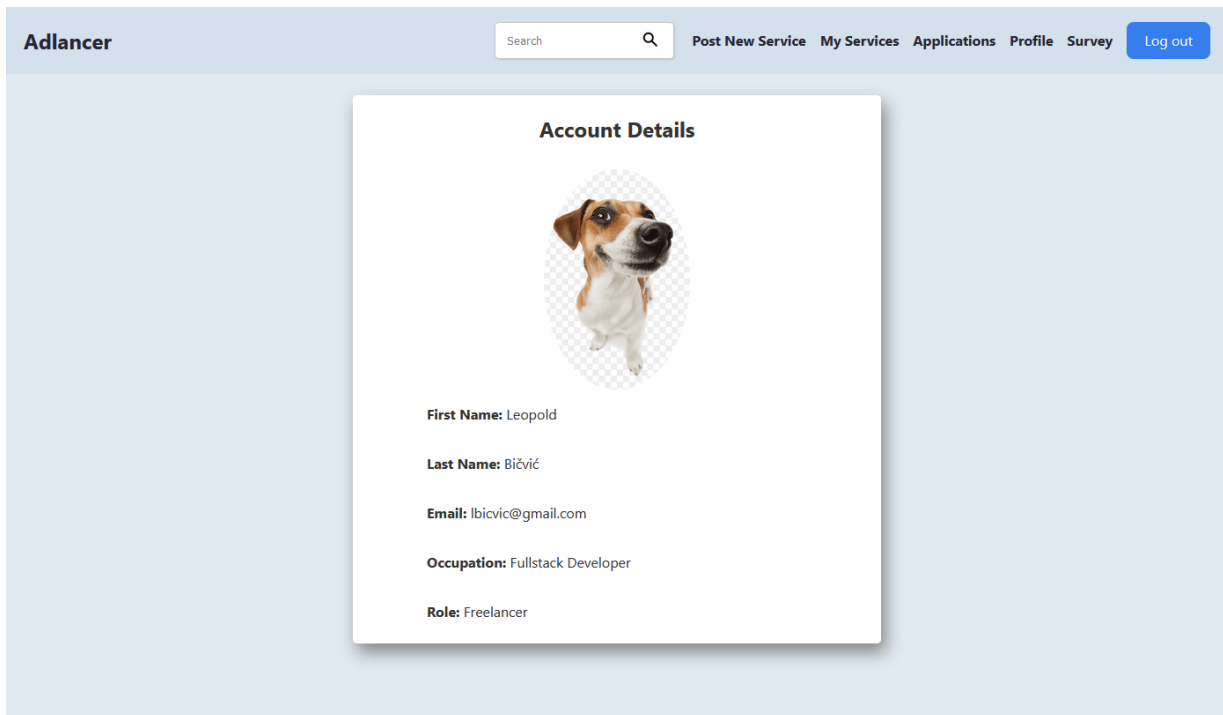 Adlancer
Search
Post New Service My Services Applications Profile Survey Log out
Account Details
First Name: Leopold
Last Name: Bičvić
Email: lbicvic@gmail.com
Occupation: Fullstack Developer
Role: Freelancer